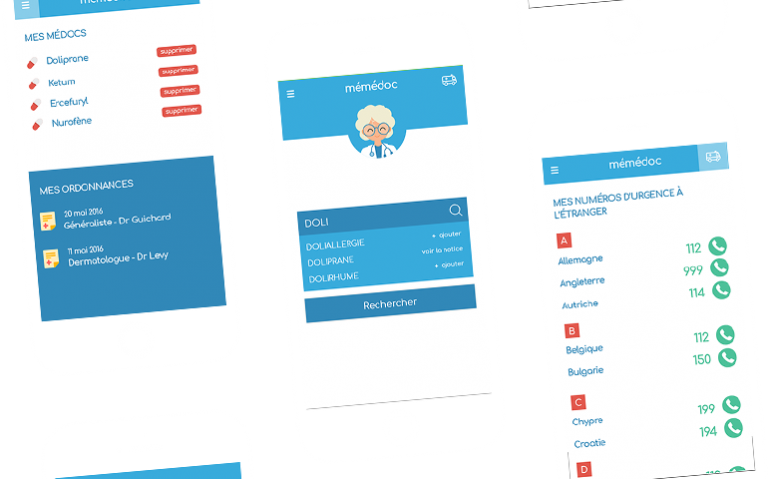 mémédoc
MES MÉDOCS
Doliprane supprimer
Ketum supprimer
Ercefuryl supprimer
Nurofène supprimer
MES ORDONNANCES
20 mai 2016
Généraliste - Dr Guichard
11 mai 2016
Dermatologue - Dr Levy
mémédoc
DOLI
DOLIALLERGIE + ajouter
DOLIPRANE voir la notice
DOLIRHUME + ajouter
Rechercher
mémédoc
MES NUMÉROS D'URGENCE À
L'ÉTRANGER
A
Allemagne 112
Angleterre 999
Autriche 114
B
Belgique 112
Bulgarie 150
C
Chypre 199
Croatie 194
D